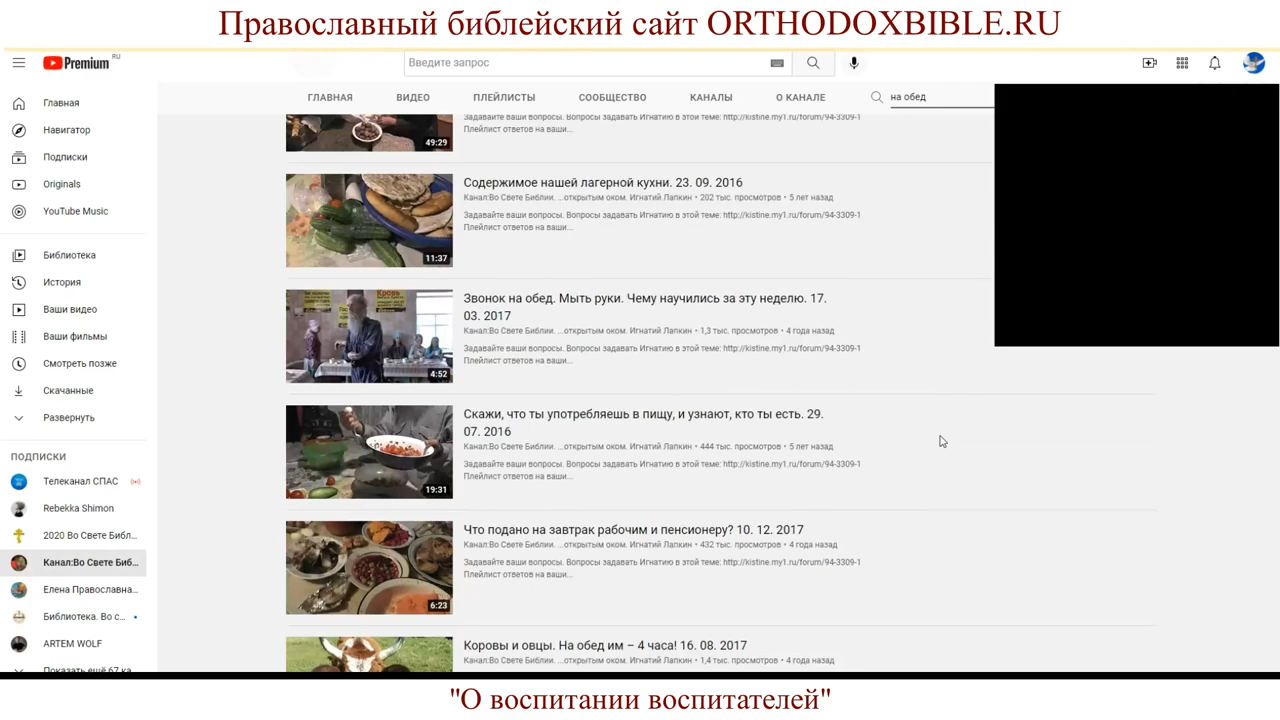 Православный библейский сайт ORTHODOXBIBLE.RU
Premium RU
Введите запрос
ГЛАВНАЯ ВИДЕО ПЛЕЙЛИСТЫ СООБЩЕСТВО КАНАЛЫ О КАНАЛЕ на обед
Главная
Навигатор
Подписки
Originals
YouTube Music
Библиотека
История
Ваши видео
Ваши фильмы
Смотреть позже
Скачанные
Развернуть
ПОДПИСКИ
Телеканал СПАС
Rebekka Shimon
2020 Во Свете Библ...
Канал:Во Свете Биб...
Елена Православна...
Библиотека. Во с...
ARTEM WOLF
Показать ещё 67 ка
Задавайте ваши вопросы. Вопросы задавать Игнатию в этой теме: http://kistine.my1.ru/forum/94-3309-1
Плейлист ответов на ваши...
49:29
Содержимое нашей лагерной кухни. 23. 09. 2016
Канал:Во Свете Библии. ...открытым оком. Игнатий Лапкин • 202 тыс. просмотров • 5 лет назад
Задавайте ваши вопросы. Вопросы задавать Игнатию в этой теме: http://kistine.my1.ru/forum/94-3309-1
Плейлист ответов на ваши...
11:37
Звонок на обед. Мыть руки. Чему научились за эту неделю. 17.
03. 2017
Канал:Во Свете Библии. ...открытым оком. Игнатий Лапкин • 1,3 тыс. просмотров • 4 года назад
Задавайте ваши вопросы. Вопросы задавать Игнатию в этой теме: http://kistine.my1.ru/forum/94-3309-1
Плейлист ответов на ваши...
Кровь
4:52
Скажи, что ты употребляешь в пищу, и узнают, кто ты есть. 29.
07. 2016
Канал:Во Свете Библии. ...открытым оком. Игнатий Лапкин • 444 тыс. просмотров • 5 лет назад
Задавайте ваши вопросы. Вопросы задавать Игнатию в этой теме: http://kistine.my1.ru/forum/94-3309-1
Плейлист ответов на ваши...
19:31
Что подано на завтрак рабочим и пенсионеру? 10. 12. 2017
Канал:Во Свете Библии. ...открытым оком. Игнатий Лапкин • 432 тыс. просмотров • 4 года назад
Задавайте ваши вопросы. Вопросы задавать Игнатию в этой теме: http://kistine.my1.ru/forum/94-3309-1
Плейлист ответов на ваши...
6:23
Коровы и овцы. На обед им – 4 часа! 16. 08. 2017
Канал:Во Свете Библии. ...открытым оком. Игнатий Лапкин • 1,4 тыс. просмотров • 4 года назад
"О воспитании воспитателей"